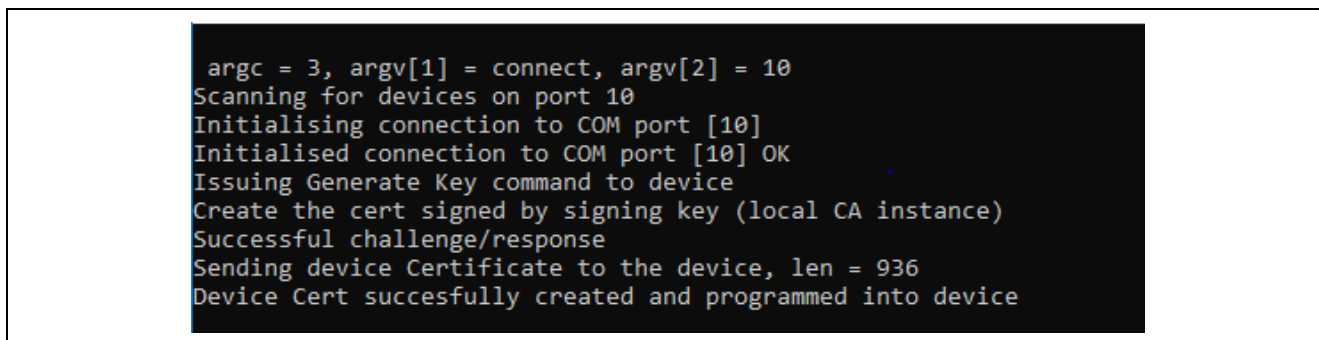 argc = 3, argv[1] = connect, argv[2] = 10
Scanning for devices on port 10
Initialising connection to COM port [10]
Initialised connection to COM port [10] OK
Issuing Generate Key command to device
Create the cert signed by signing key (local CA instance)
Successful challenge/response
Sending device Certificate to the device, len = 936
Device Cert succesfully created and programmed into device